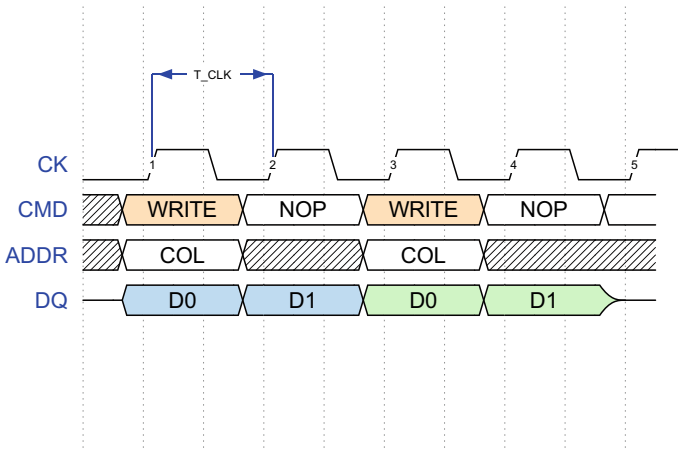 T_CLK
CK 1 2 3 4 5
CMD WRITE NOP WRITE NOP
ADDR COL COL
DQ D0 D1 D0 D1